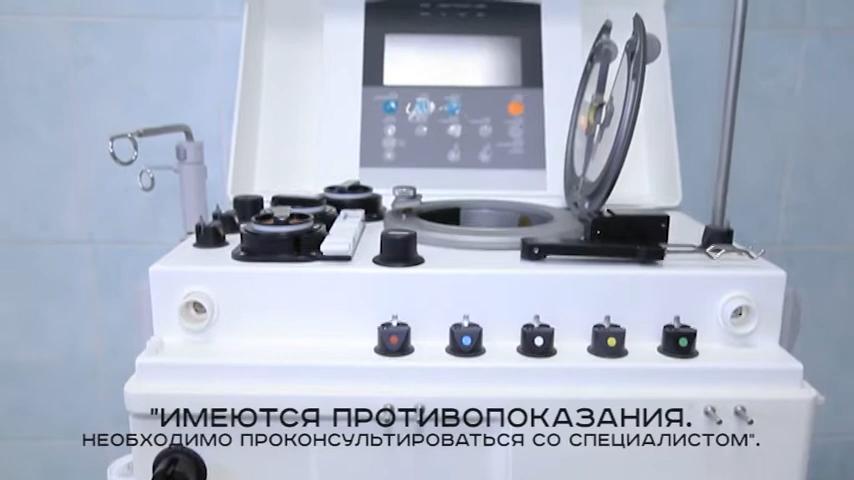 "ИМЕЮТСЯ ПРОТИВОПОКАЗАНИЯ.
НЕОБХОДИМО ПРОКОНСУЛЬТИРОВАТЬСЯ СО СПЕЦИАЛИСТОМ".